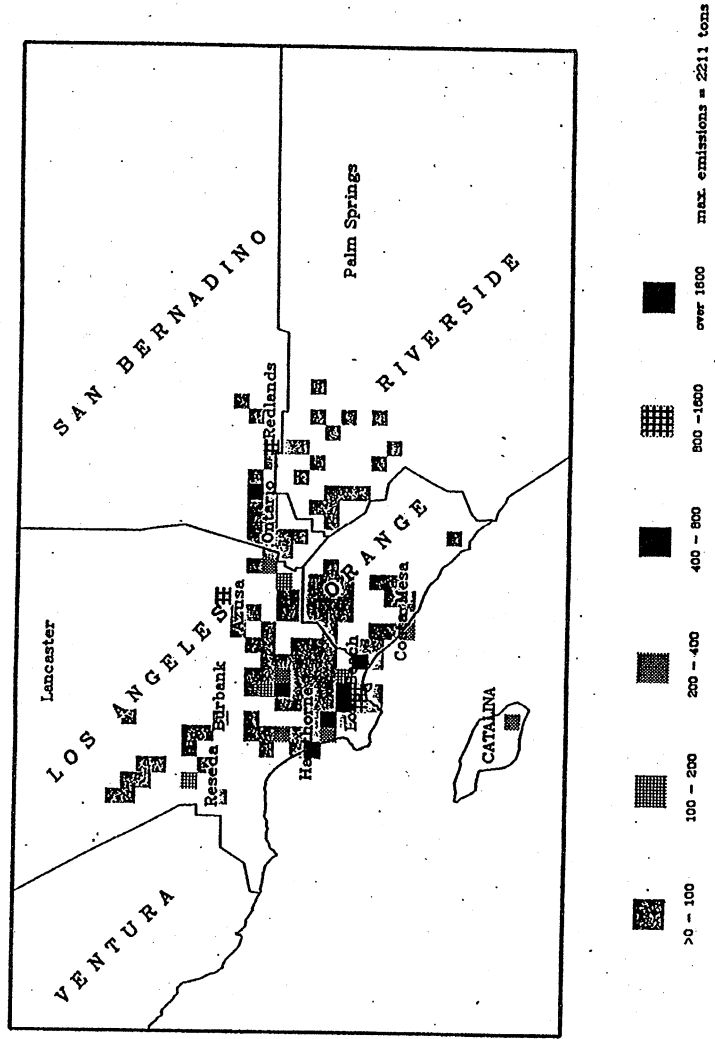 VENTURA
LOS ANGELES
SAN BERNADINO
Lancaster
Reseda
Burbank
Azusa
Ontario
Redlands
Palm Springs
RIVERSIDE
ORANGE
Mesa
CATALINA
>0 - 100
100 - 200
200 - 400
400 - 800
800 - 1600
over 1600
max. emissions = 2211 tons